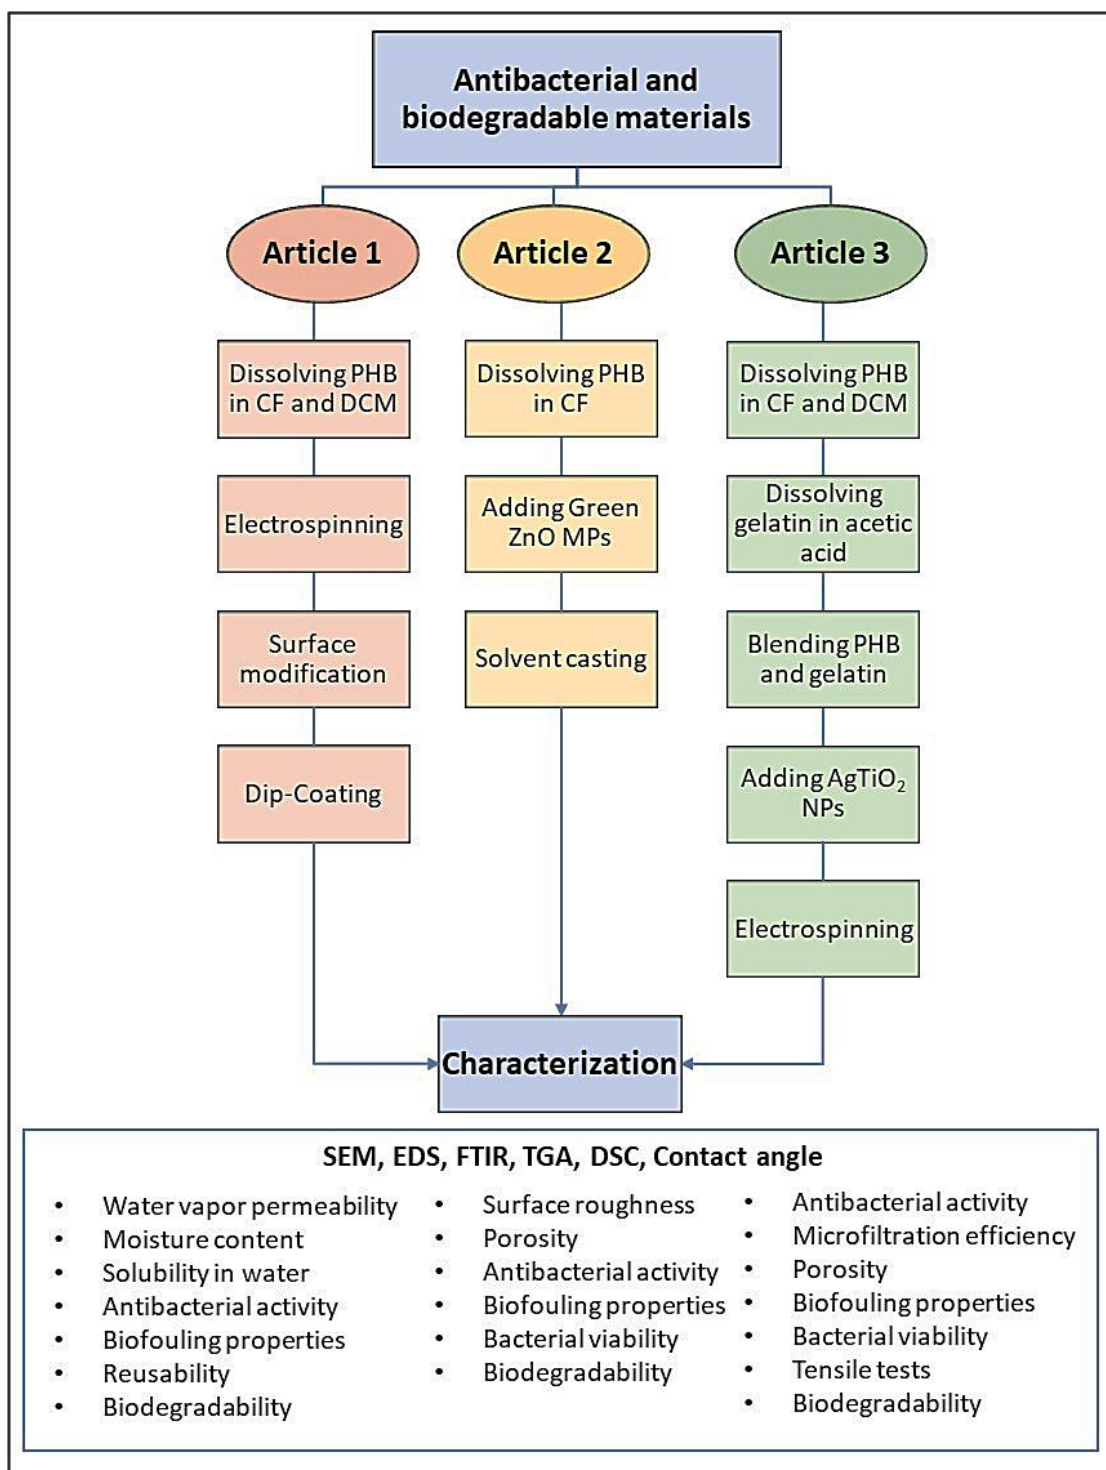 Antibacterial and
biodegradable materials
Article 1
Article 2
Article 3
Dissolving PHB
in CF and DCM
Electrospinning
Surface
modification
Dip-Coating
Dissolving PHB
in CF
Adding Green
ZnO MPs
Solvent casting
Dissolving PHB
in CF and DCM
Dissolving
gelatin in acetic
acid
Blending PHB
and gelatin
Adding AgTiO₂
NPs
Electrospinning
Characterization
SEM, EDS, FTIR, TGA, DSC, Contact angle
• Water vapor permeability
• Moisture content
• Solubility in water
• Antibacterial activity
• Biofouling properties
• Reusability
• Biodegradability
• Surface roughness
• Porosity
• Antibacterial activity
• Biofouling properties
• Bacterial viability
• Biodegradability
• Antibacterial activity
• Microfiltration efficiency
• Porosity
• Biofouling properties
• Bacterial viability
• Tensile tests
• Biodegradability